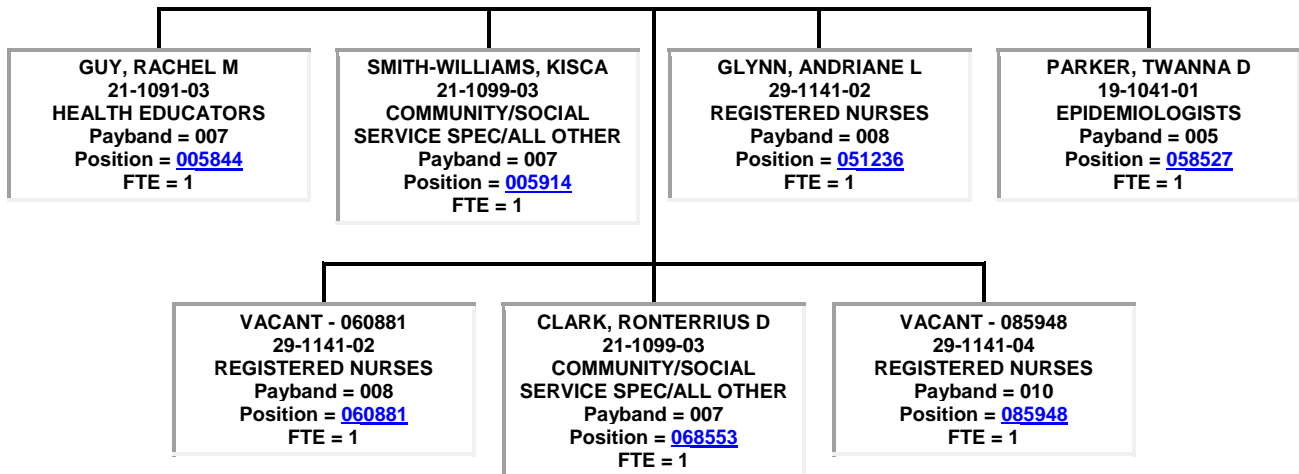 GUY, RACHEL M
21-1091-03
HEALTH EDUCATORS
Payband = 007
Position = 005844
FTE = 1
SMITH-WILLIAMS, KISCA
21-1099-03
COMMUNITY/SOCIAL
SERVICE SPEC/ALL OTHER
Payband = 007
Position = 005914
FTE = 1
GLYNN, ANDRIANE L
29-1141-02
REGISTERED NURSES
Payband = 008
Position = 051236
FTE = 1
PARKER, TWANNA D
19-1041-01
EPIDEMIOLOGISTS
Payband = 005
Position = 058527
FTE = 1
VACANT - 060881
29-1141-02
REGISTERED NURSES
Payband = 008
Position = 060881
FTE = 1
CLARK, RONTERRIUS D
21-1099-03
COMMUNITY/SOCIAL
SERVICE SPEC/ALL OTHER
Payband = 007
Position = 068553
FTE = 1
VACANT - 085948
29-1141-04
REGISTERED NURSES
Payband = 010
Position = 085948
FTE = 1